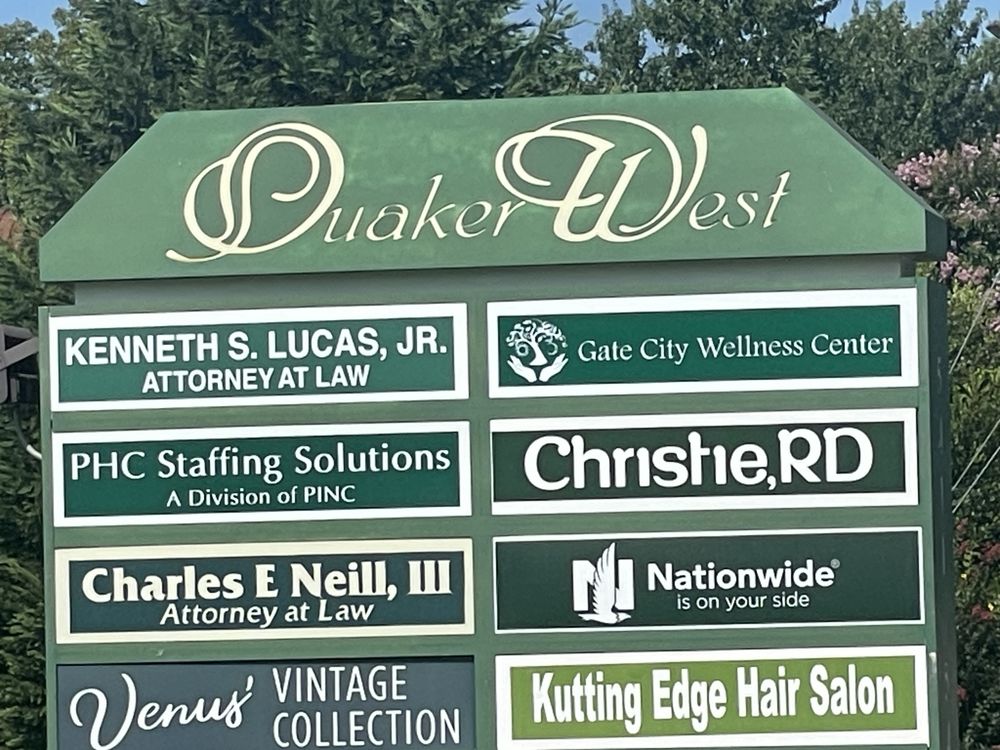 Quaker West
KENNETH S. LUCAS, JR.
ATTORNEY AT LAW
Gate City Wellness Center
PHC Staffing Solutions
A Division of PINC
Christie,RD
Charles E Neill, III
Attorney at Law
N
Nationwide®
is on your side
Venus'
VINTAGE
COLLECTION
Kutting Edge Hair Salon